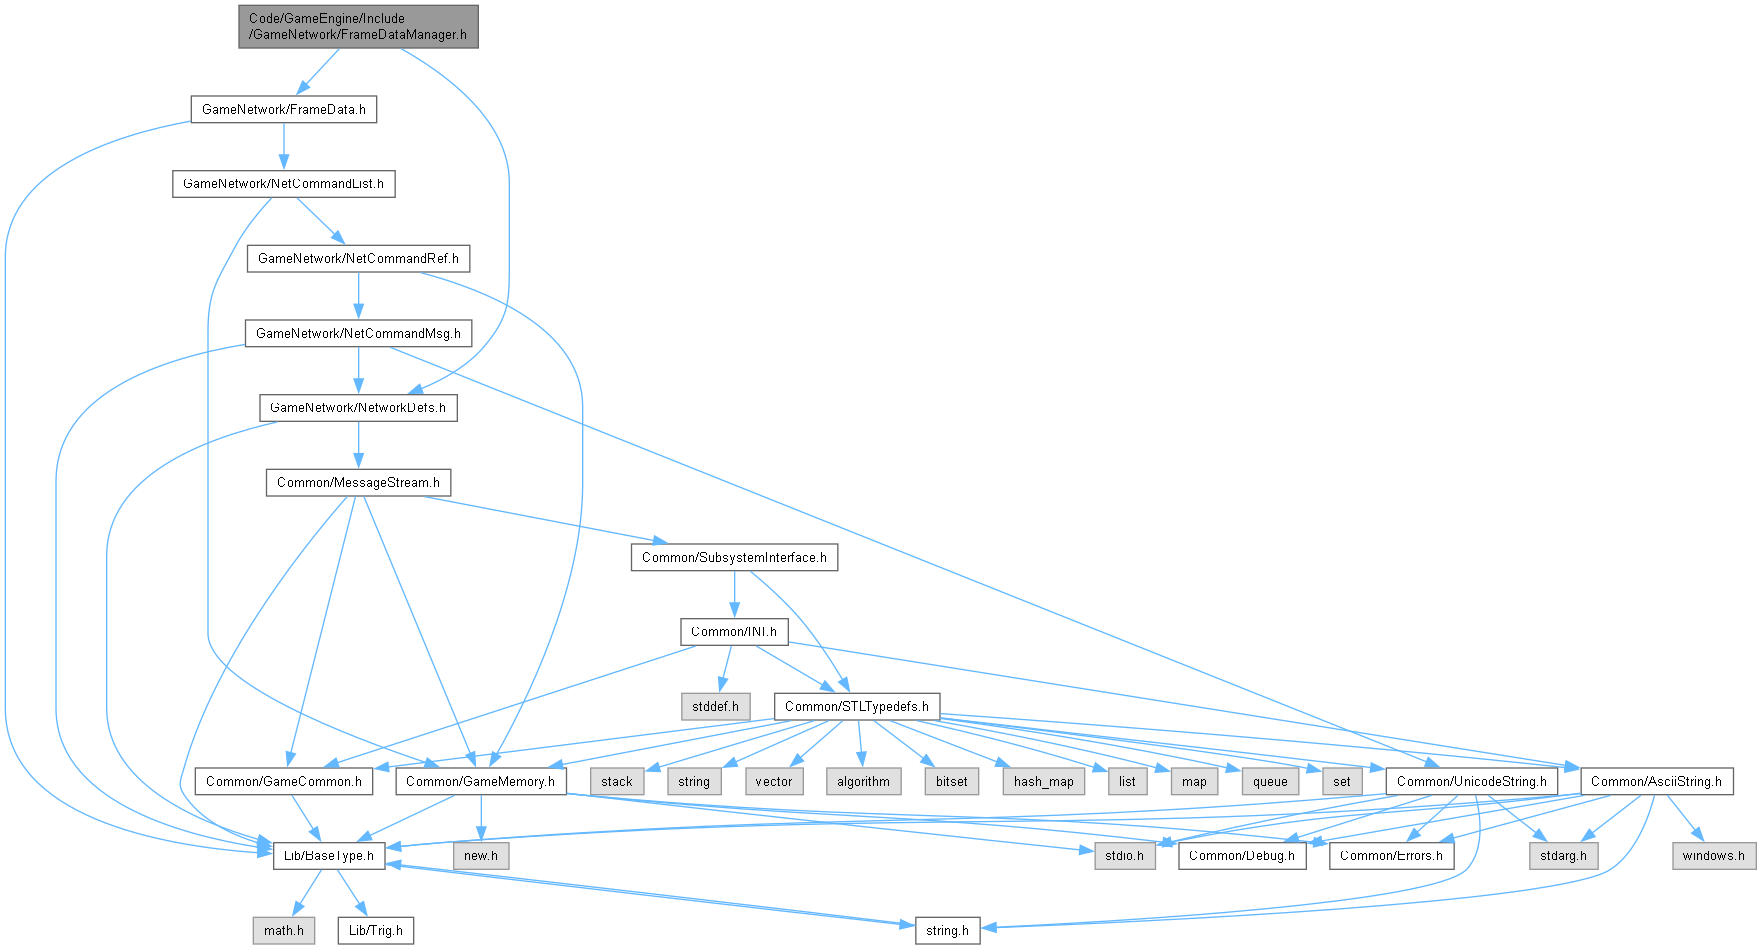 Code/GameEngine/Include
/GameNetwork/FrameDataManager.h
GameNetwork/FrameData.h
GameNetwork/NetCommandList.h
GameNetwork/NetCommandRef.h
GameNetwork/NetCommandMsg.h
GameNetwork/NetworkDefs.h
Common/MessageStream.h
Common/SubsystemInterface.h
Common/INI.h
stddef.h
Common/STLTypedefs.h
Common/GameCommon.h
Common/GameMemory.h
stack
string
vector
algorithm
bitset
hash_map
list
map
queue
set
Common/UnicodeString.h
Common/AsciiString.h
Lib/BaseType.h
new.h
stdio.h
Common/Debug.h
Common/Errors.h
stdarg.h
windows.h
math.h
Lib/Trig.h
string.h